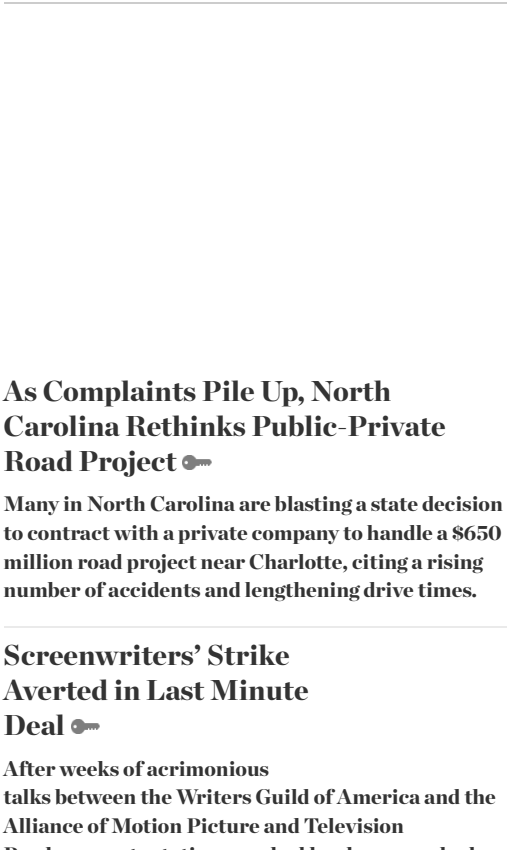 As Complaints Pile Up, North
Carolina Rethinks Public-Private
Road Project
Many in North Carolina are blasting a state decision
to contract with a private company to handle a $650
million road project near Charlotte, citing a rising
number of accidents and lengthening drive times.
Screenwriters’ Strike
Averted in Last Minute
Deal
After weeks of acrimonious
talks between the Writers Guild of America and the
Alliance of Motion Picture and Television